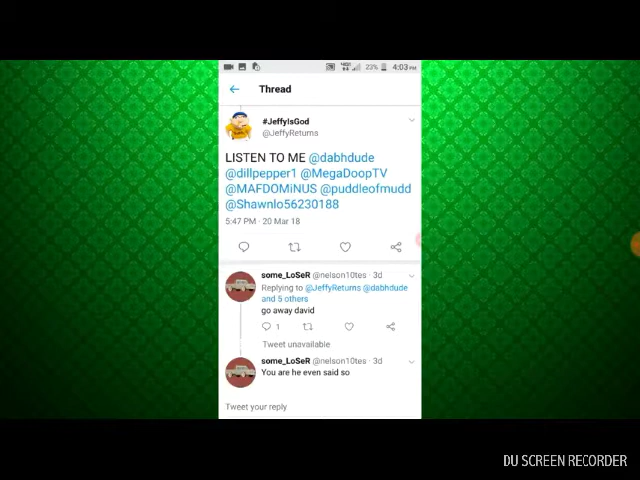 23% 4:03 PM
Thread
#JeffyIsGod
@JeffyReturns
LISTEN TO ME @dabhdude
@dillpepper1 @MegaDoopTV
@MAFDOMiNUS @puddleofmudd
@Shawnlo56230188
5:47 PM · 20 Mar 18
some_LoSeR @nelson10tes · 3d
Replying to @JeffyReturns @dabhdude
and 5 others
go away david
1
Tweet unavailable
some_LoSeR @nelson10tes · 3d
You are he even said so
Tweet your reply
DU SCREEN RECORDER